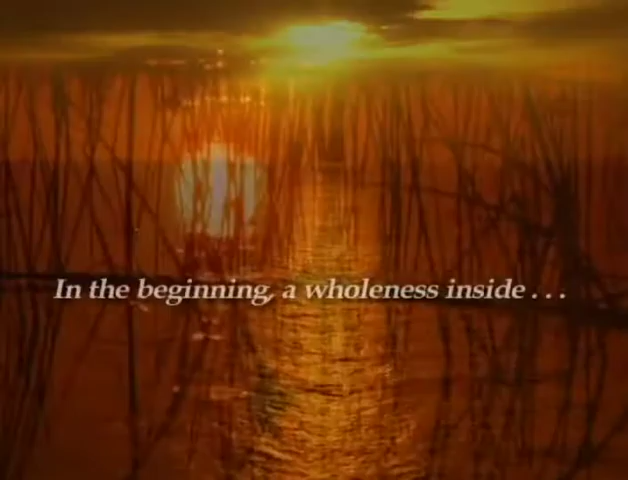 In the beginning, a wholeness inside . . .